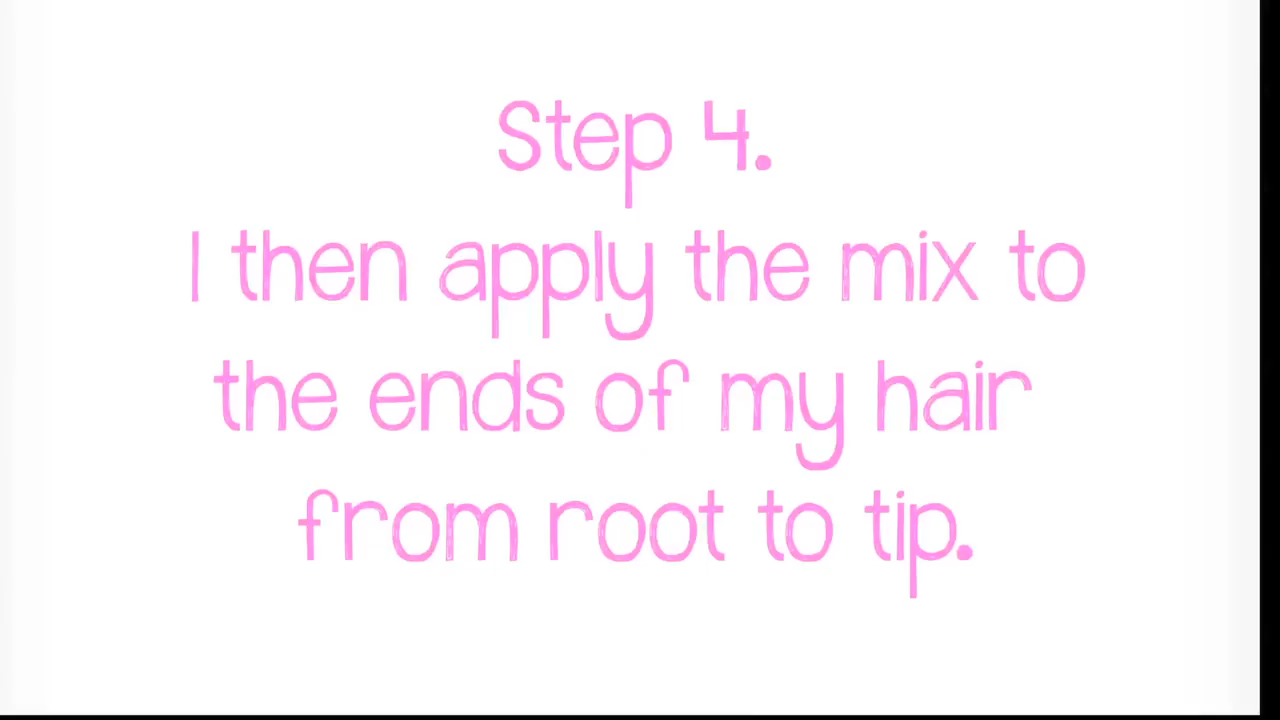 Step 4.
I then apply the mix to
the ends of my hair
from root to tip.